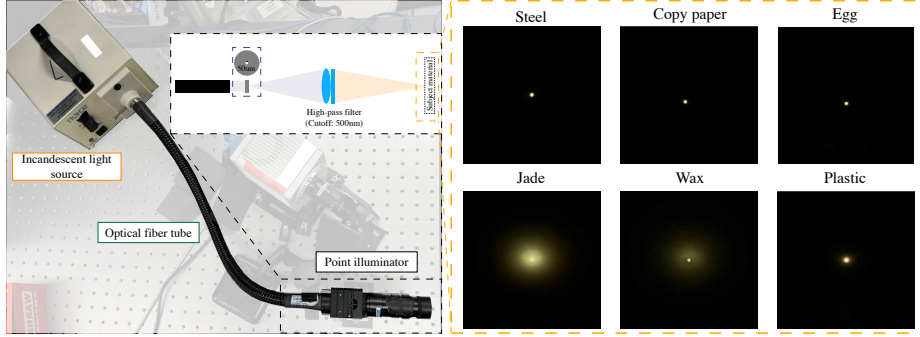 50um
High-pass filter
(Cutoff: 500nm)
Subject material
Incandescent light
source
Optical fiber tube
Point illuminator
Steel
Copy paper
Egg
Jade
Wax
Plastic